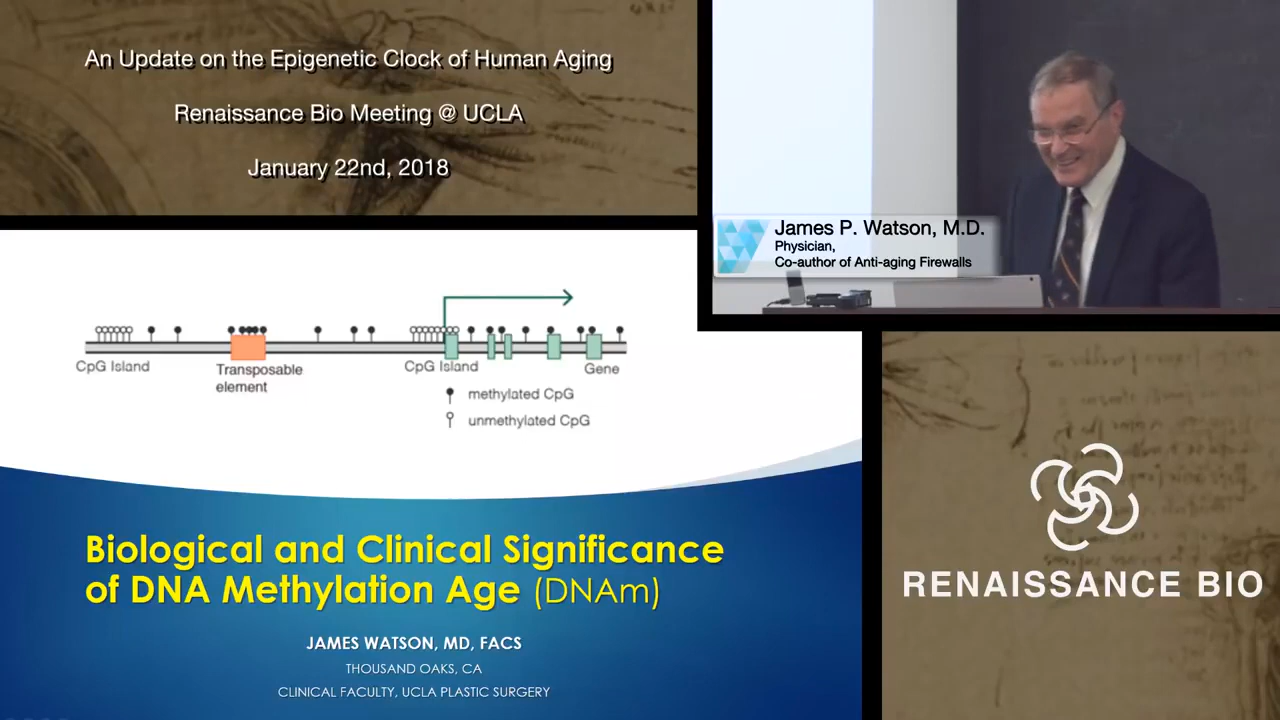 An Update on the Epigenetic Clock of Human Aging
Renaissance Bio Meeting @ UCLA
January 22nd, 2018
James P. Watson, M.D.
Physician,
Co-author of Anti-aging Firewalls
CpG Island
Transposable
element
CpG Island
Gene
methylated CpG
unmethylated CpG
Biological and Clinical Significance
of DNA Methylation Age (DNAm)
JAMES WATSON, MD, FACS
THOUSAND OAKS, CA
CLINICAL FACULTY, UCLA PLASTIC SURGERY
RENAISSANCE BIO